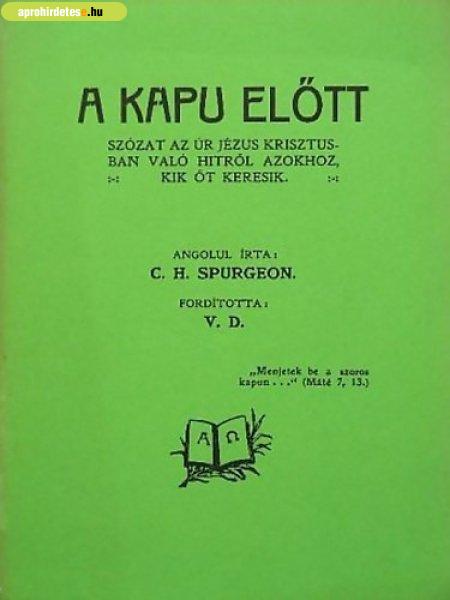 aprohirdetese.hu
A KAPU ELŐTT
SZÓZAT AZ ÚR JÉZUS KRISZTUS-
BAN VALÓ HITRŐL AZOKHOZ,
:-: KIK ŐT KERESIK. :-:
ANGOLUL ÍRTA:
C. H. SPURGEON.
FORDÍTOTTA:
V. D.
„Menjetek be a szoros
kapun . . .“ (Máté 7, 13.)
A Ω